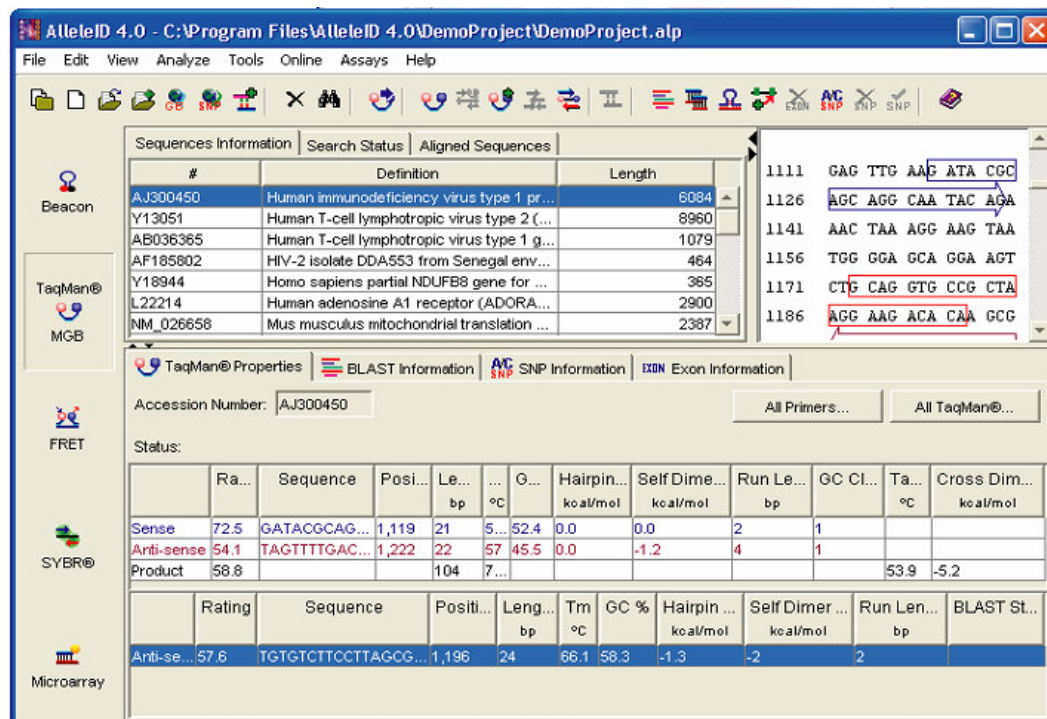 AlleleID 4.0 - C:\Program Files\AlleleID 4.0\DemoProject\DemoProject.alp
File Edit View Analyze Tools Online Assays Help
GB SNP EXON A/C SNP SNP SNP
Beacon
TaqMan®
MGB
FRET
SYBR®
Microarray
Sequences Information Search Status Aligned Sequences
# Definition Length
AJ300450 Human immunodeficiency virus type 1 pr... 6084
Y13051 Human T-cell lymphotropic virus type 2 (... 8960
AB036365 Human T-cell lymphotropic virus type 1 g... 1079
AF185802 HIV-2 isolate DDA553 from Senegal env... 464
Y18944 Homo sapiens partial NDUFB8 gene for ... 365
L22214 Human adenosine A1 receptor (ADORA... 2900
NM_026658 Mus musculus mitochondrial translation ... 2387
1111 GAG TTG AAG ATA CGC
1126 AGC AGG CAA TAC AGA
1141 AAC TAA AGG AAG TAA
1156 TGG GGA GCA GGA AGT
1171 CTG CAG GTG CCG CTA
1186 AGG AAG ACA CAA GCG
TaqMan® Properties BLAST Information A/C SNP SNP Information EXON Exon Information
Accession Number: AJ300450 All Primers... All TaqMan®...
Status:
Ra... Sequence Posi... Le... ... G... Hairpin... Self Dime... Run Le... GC Cl... Ta... Cross Dim...
bp °C kcal/mol kcal/mol bp °C kcal/mol
Sense 72.5 GATACGCAG... 1,119 21 5... 52.4 0.0 0.0 2 1
Anti-sense 54.1 TAGTTTTGAC... 1,222 22 57 45.5 0.0 -1.2 4 1
Product 58.8 104 7... 53.9 -5.2
Rating Sequence Positi... Leng... Tm GC % Hairpin ... Self Dimer ... Run Len... BLAST St...
bp °C kcal/mol kcal/mol bp
Anti-se... 57.6 TGTGTCTTCCTTAGCG... 1,196 24 66.1 58.3 -1.3 -2 2